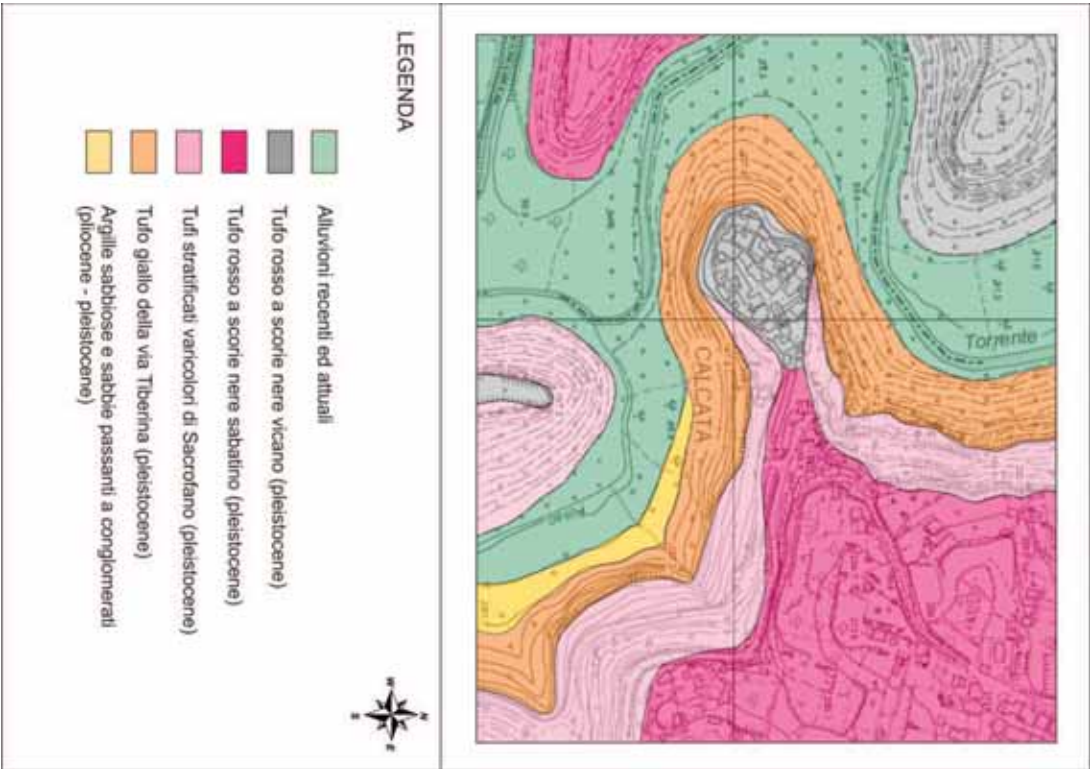 LEGENDA
Alluvioni recenti ed attuali
Tufo rosso a scorie nere vicano (pleistocene)
Tufo rosso a scorie nere sabatino (pleistocene)
Tufi stratificati varicolori di Sacrofano (pleistocene)
Tufo giallo della via Tiberina (pleistocene)
Argille sabbiose e sabbie passanti a conglomerati
(pliocene - pleistocene)
N
W
E
S
CALCATA
Torrente
Fosso